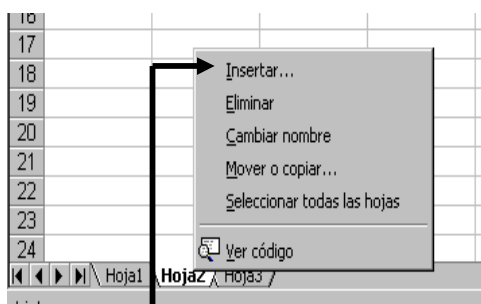 16
17
18
19
20
21
22
23
24
Insertar...
Eliminar
Cambiar nombre
Mover o copiar...
Seleccionar todas las hojas
Ver código
Hoja1 Hoja2 Hoja3